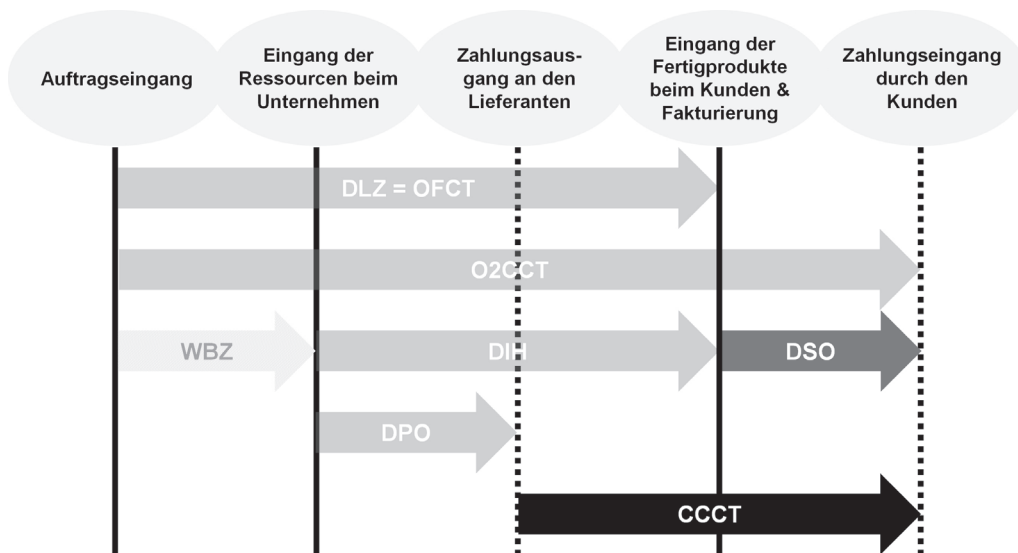 Auftragseingang
Eingang der
Ressourcen beim
Unternehmen
Zahlungsaus-
gang an den
Lieferanten
Eingang der
Fertigprodukte
beim Kunden &
Fakturierung
Zahlungseingang
durch den
Kunden
DLZ = OFCT
O2CCT
WBZ
DIH
DSO
DPO
CCCT